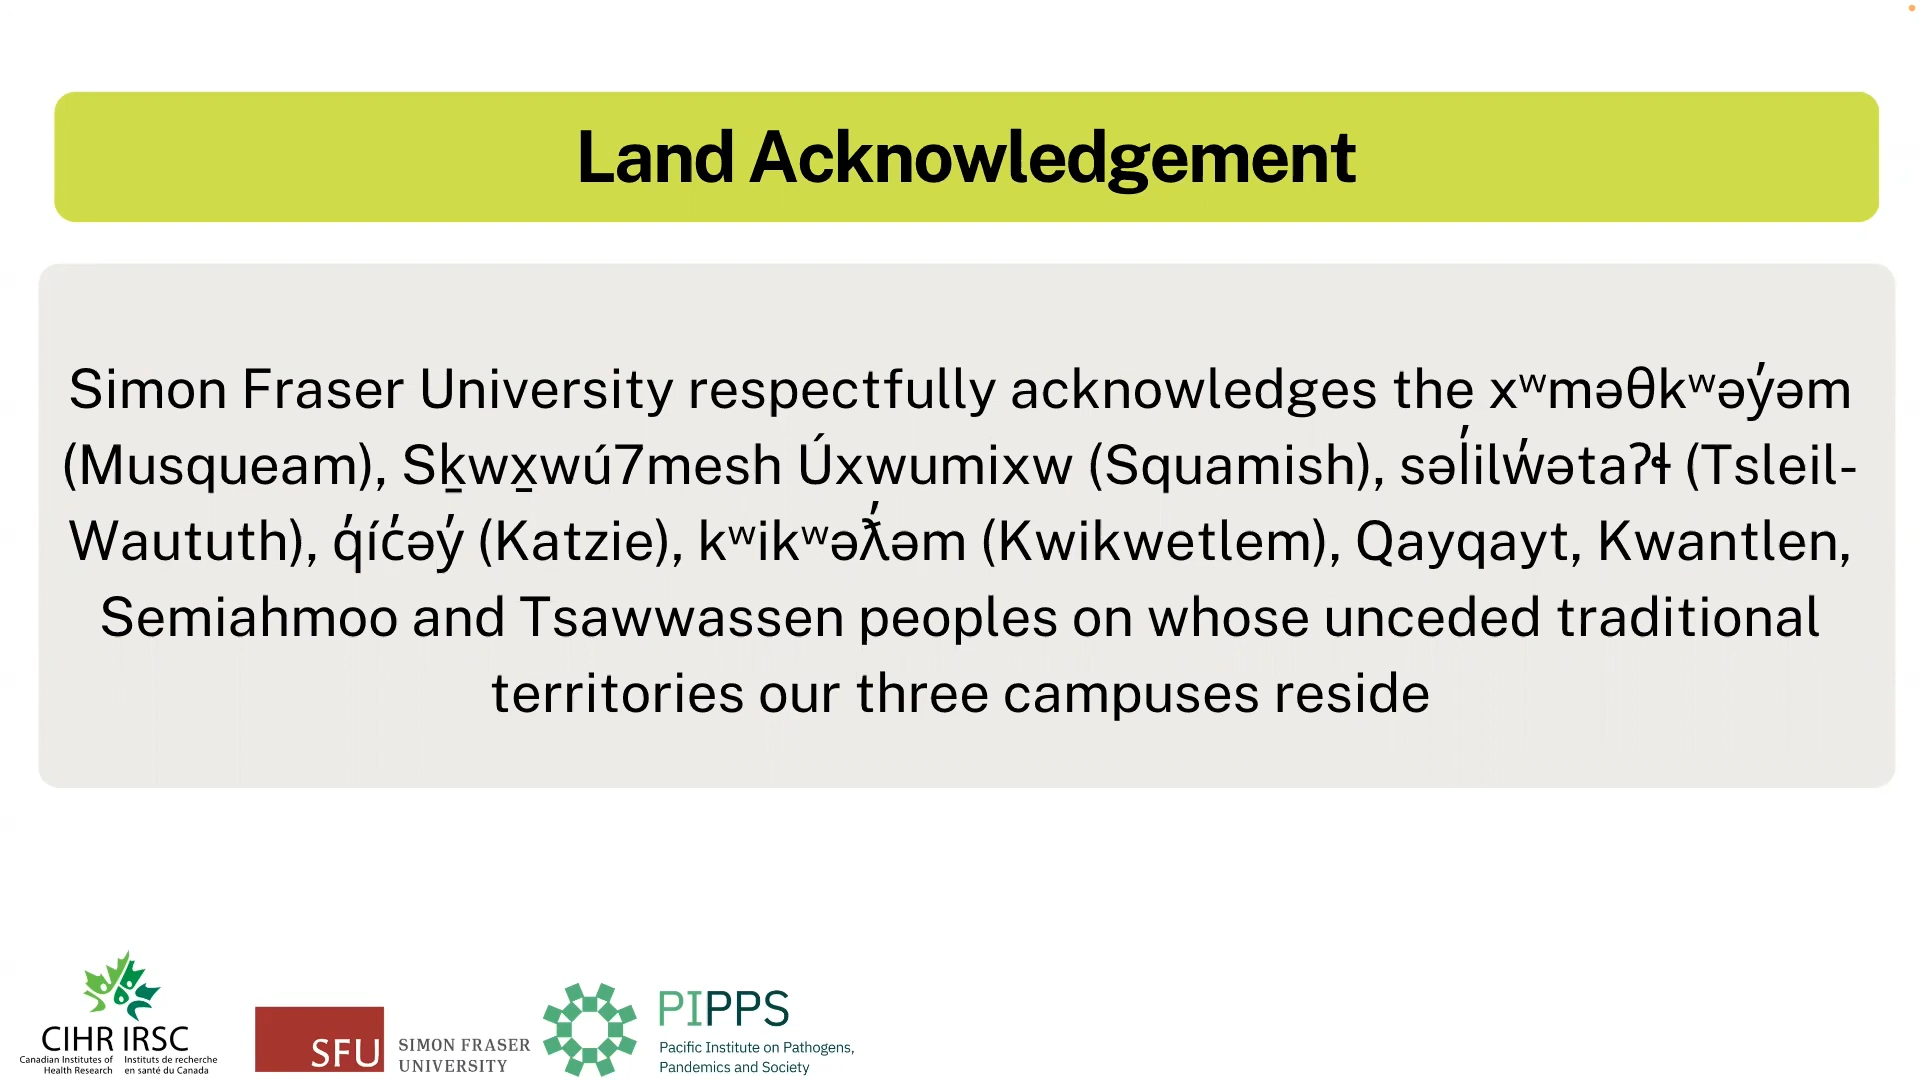 Land Acknowledgement
Simon Fraser University respectfully acknowledges the xʷməθkʷəy̓əm
(Musqueam), Sḵwx̱wú7mesh Úxwumixw (Squamish), səl̓ilw̓ətaʔɬ (Tsleil-
Waututh), q̓íc̓əy̓ (Katzie), kʷikʷəƛ̓əm (Kwikwetlem), Qayqayt, Kwantlen,
Semiahmoo and Tsawwassen peoples on whose unceded traditional
territories our three campuses reside
CIHR IRSC
Canadian Institutes of Health Research
Instituts de recherche en santé du Canada
SFU
SIMON FRASER
UNIVERSITY
PIPPS
Pacific Institute on Pathogens,
Pandemics and Society